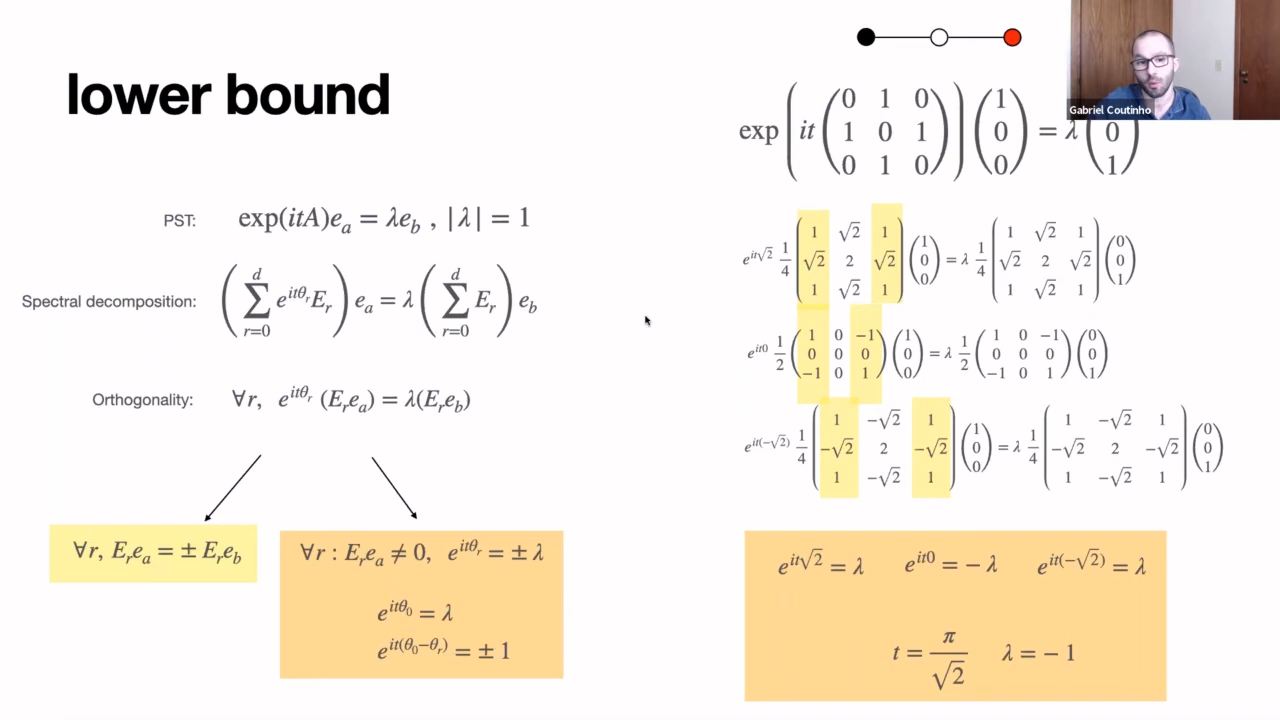 lower bound
Gabriel Coutinho
exp ( it ( 0 1 0 ; 1 0 1 ; 0 1 0 ) ) ( 1 ; 0 ; 0 ) = λ ( 0 ; 1 )
PST: exp(itA)e_a = λe_b , |λ| = 1
Spectral decomposition: ( ∑_{r=0}^{d} e^{itθ_r} E_r ) e_a = λ ( ∑_{r=0}^{d} E_r ) e_b
Orthogonality: ∀r, e^{itθ_r} (E_r e_a) = λ(E_r e_b)
∀r, E_r e_a = ± E_r e_b
∀r : E_r e_a ≠ 0, e^{itθ_r} = ± λ
e^{itθ_0} = λ
e^{it(θ_0−θ_r)} = ± 1
e^{it√2} 1/4 ( 1 √2 1 ; √2 2 √2 ; 1 √2 1 ) ( 1 ; 0 ; 0 ) = λ 1/4 ( 1 √2 1 ; √2 2 √2 ; 1 √2 1 ) ( 0 ; 0 ; 1 )
e^{it0} 1/2 ( 1 0 −1 ; 0 0 0 ; −1 0 1 ) ( 1 ; 0 ; 0 ) = λ 1/2 ( 1 0 −1 ; 0 0 0 ; −1 0 1 ) ( 0 ; 0 ; 1 )
e^{it(−√2)} 1/4 ( 1 −√2 1 ; −√2 2 −√2 ; 1 −√2 1 ) ( 1 ; 0 ; 0 ) = λ 1/4 ( 1 −√2 1 ; −√2 2 −√2 ; 1 −√2 1 ) ( 0 ; 0 ; 1 )
e^{it√2} = λ e^{it0} = − λ e^{it(−√2)} = λ
t = π/√2 λ = − 1